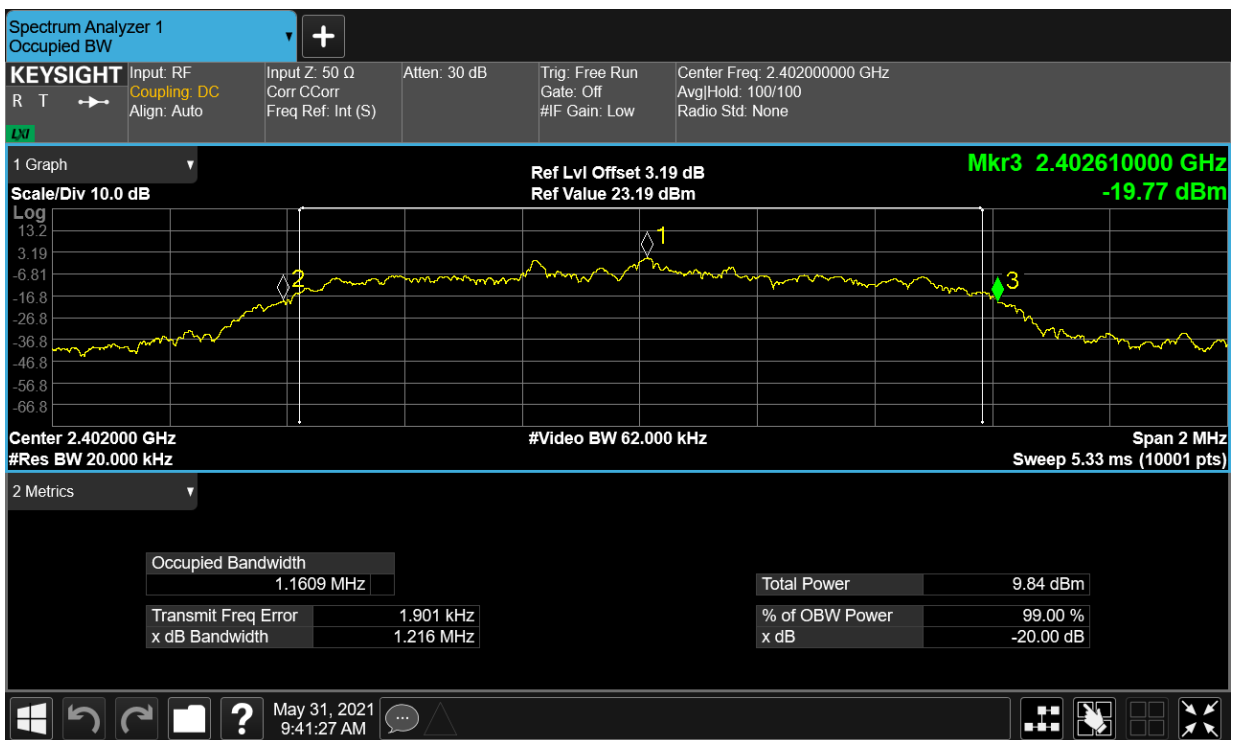 Spectrum Analyzer 1
Occupied BW
KEYSIGHT
R T
LXI
Input: RF
Coupling: DC
Align: Auto
Input Z: 50 Ω
Corr CCorr
Freq Ref: Int (S)
Atten: 30 dB
Trig: Free Run
Gate: Off
#IF Gain: Low
Center Freq: 2.402000000 GHz
Avg|Hold: 100/100
Radio Std: None
1 Graph
Scale/Div 10.0 dB
Ref Lvl Offset 3.19 dB
Ref Value 23.19 dBm
Mkr3 2.402610000 GHz
-19.77 dBm
Log
13.2
3.19
-6.81
-16.8
-26.8
-36.8
-46.8
-56.8
-66.8
1
2
3
Center 2.402000 GHz
#Video BW 62.000 kHz
Span 2 MHz
#Res BW 20.000 kHz
Sweep 5.33 ms (10001 pts)
2 Metrics
Occupied Bandwidth
1.1609 MHz
Transmit Freq Error 1.901 kHz
x dB Bandwidth 1.216 MHz
Total Power 9.84 dBm
% of OBW Power 99.00 %
x dB -20.00 dB
?
May 31, 2021
9:41:27 AM